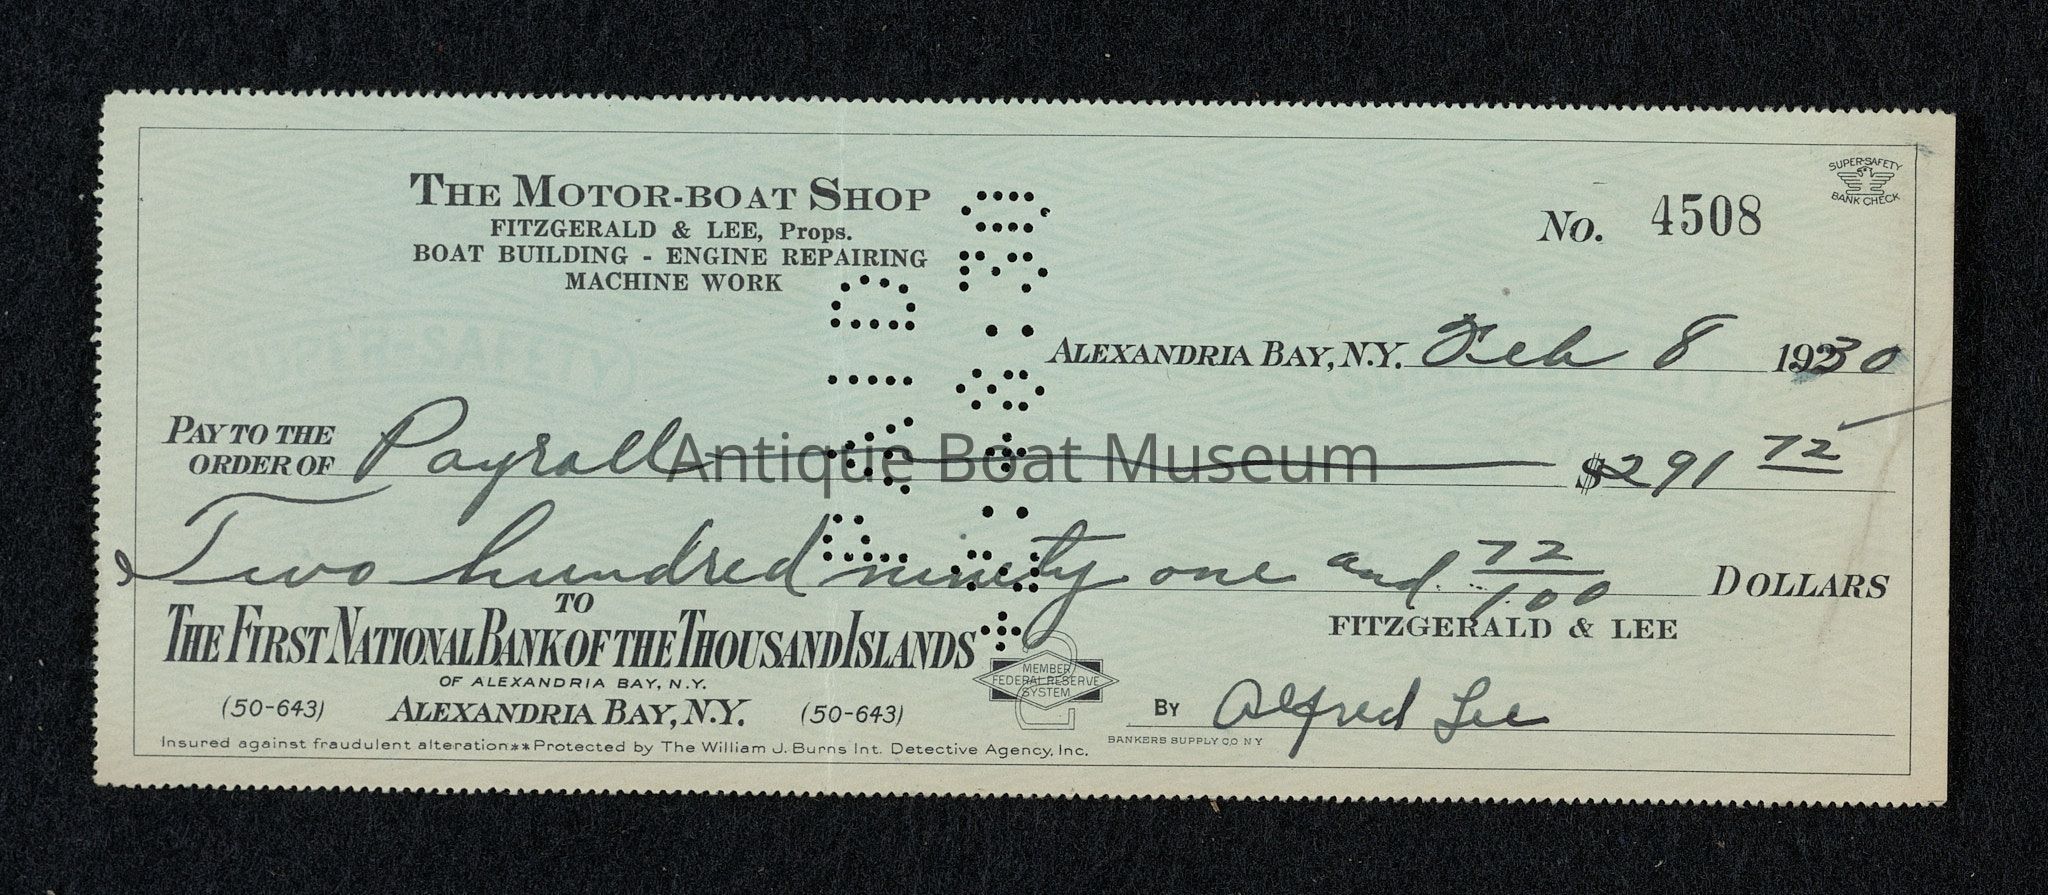 THE MOTOR-BOAT SHOP
FITZGERALD & LEE, Props.
BOAT BUILDING - ENGINE REPAIRING
MACHINE WORK
SUPER-SAFETY
BANK CHECK
No. 4508
ALEXANDRIA BAY, N.Y. Feb 8 1930
PAY TO THE
ORDER OF Payroll $291 72
Antique Boat Museum
Two hundred ninety one and 72/100 DOLLARS
TO
THE FIRST NATIONAL BANK OF THE THOUSAND ISLANDS
OF ALEXANDRIA BAY, N.Y.
(50-643) ALEXANDRIA BAY, N.Y. (50-643)
MEMBER
FEDERAL RESERVE
SYSTEM
FITZGERALD & LEE
BY Alfred Lee
BANKERS SUPPLY CO NY
Insured against fraudulent alteration**Protected by The William J. Burns Int. Detective Agency, Inc.